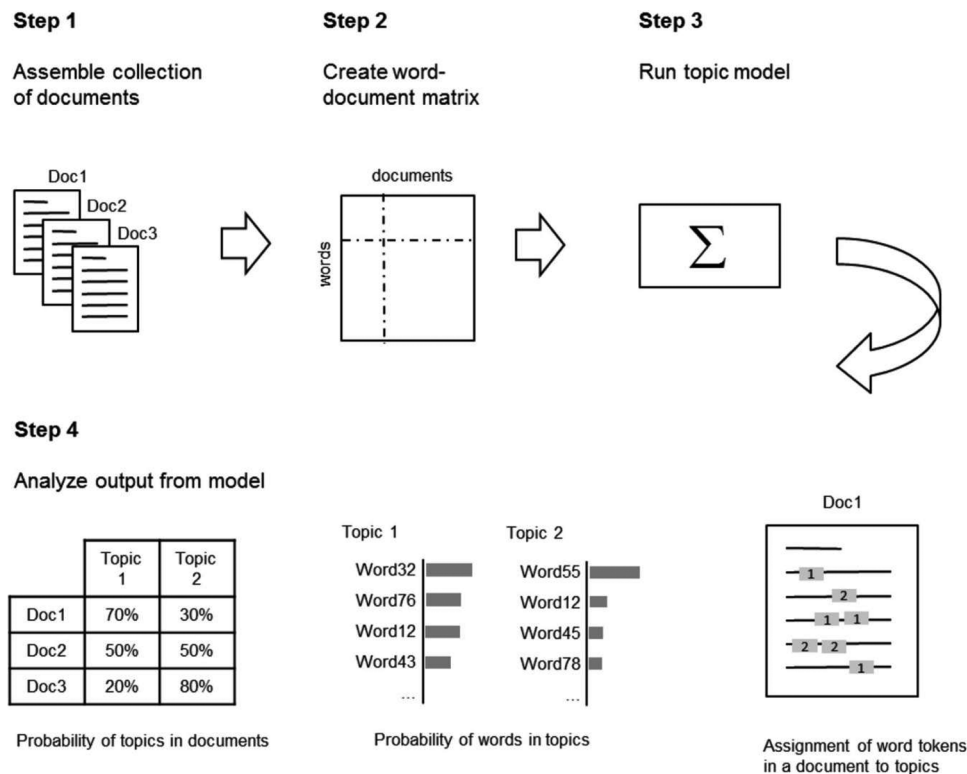 Step 1
Assemble collection
of documents
Step 2
Create word-
document matrix
Step 3
Run topic model
Doc1
Doc2
Doc3
documents
words
Σ
Step 4
Analyze output from model
Topic
1
Topic
2
Doc1 70% 30%
Doc2 50% 50%
Doc3 20% 80%
Probability of topics in documents
Topic 1
Word32
Word76
Word12
Word43
...
Topic 2
Word55
Word12
Word45
Word78
...
Probability of words in topics
Doc1
1
2
1 1
2 2
1
Assignment of word tokens
in a document to topics